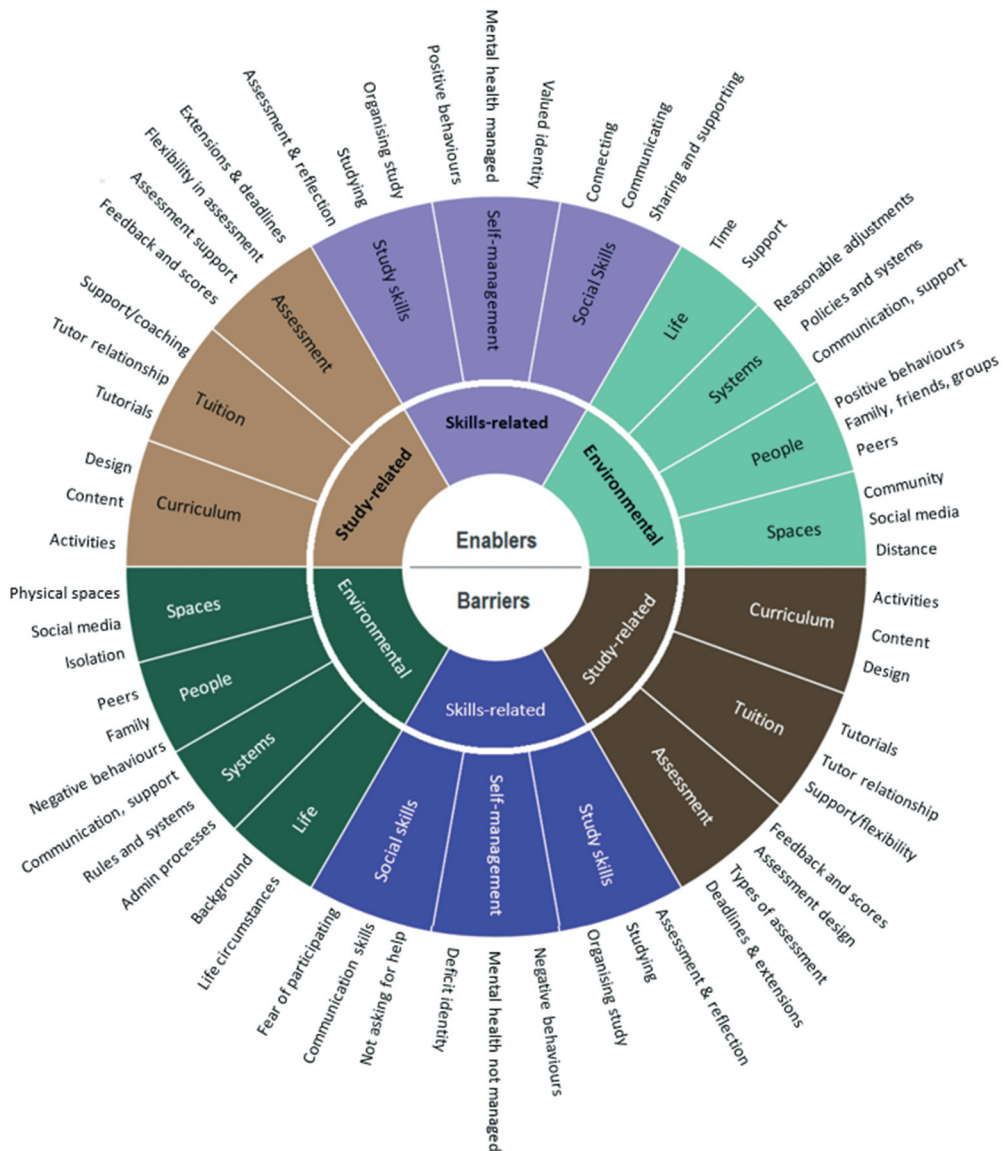 Enablers
Barriers
Study-related
Skills-related
Environmental
Curriculum
Activities
Content
Design
Tuition
Tutorials
Tutor relationship
Support/coaching
Assessment
Feedback and scores
Assessment support
Flexibility in assessment
Extensions & deadlines
Study skills
Assessment & reflection
Studying
Organising study
Self-management
Positive behaviours
Mental health managed
Valued identity
Social Skills
Connecting
Communicating
Sharing and supporting
Life
Time
Support
Systems
Reasonable adjustments
Policies and systems
Communication, support
People
Positive behaviours
Family, friends, groups
Peers
Spaces
Community
Social media
Distance
Study-related
Curriculum
Activities
Content
Design
Tuition
Tutorials
Tutor relationship
Support/flexibility
Assessment
Feedback and scores
Assessment design
Types of assessment
Deadlines & extensions
Skills-related
Study skills
Assessment & reflection
Studying
Organising study
Self-management
Negative behaviours
Mental health not managed
Deficit identity
Social skills
Not asking for help
Communication skills
Fear of participating
Environmental
Life
Life circumstances
Background
Systems
Admin processes
Rules and systems
Communication, support
People
Negative behaviours
Family
Peers
Spaces
Isolation
Social media
Physical spaces